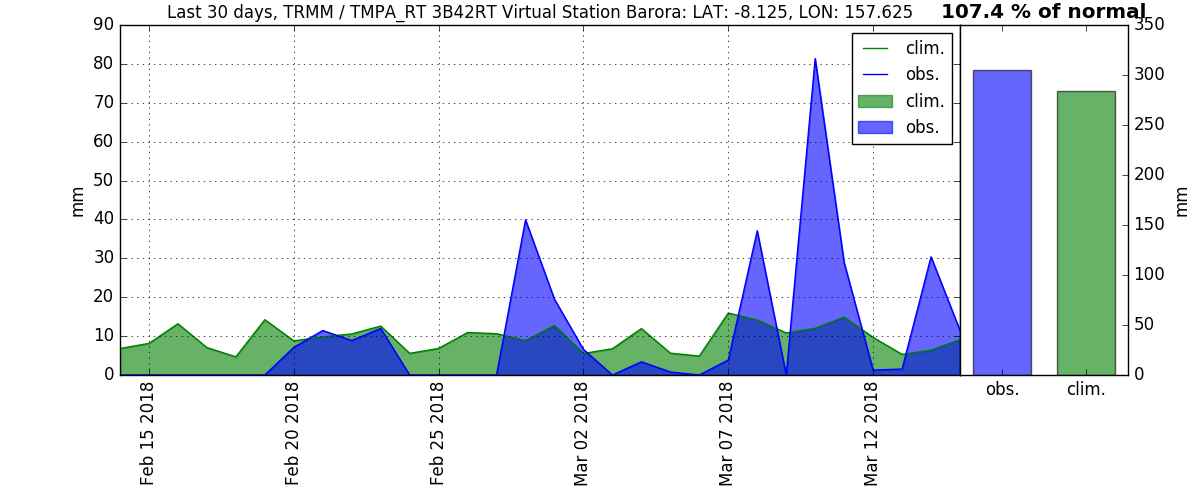 Last 30 days, TRMM / TMPA_RT 3B42RT Virtual Station Barora: LAT: -8.125, LON: 157.625
107.4 % of normal
90
80
70
60
50
40
30
20
10
0
mm
clim.
obs.
clim.
obs.
Feb 15 2018
Feb 20 2018
Feb 25 2018
Mar 02 2018
Mar 07 2018
Mar 12 2018
350
300
250
200
150
100
50
0
mm
obs.
clim.